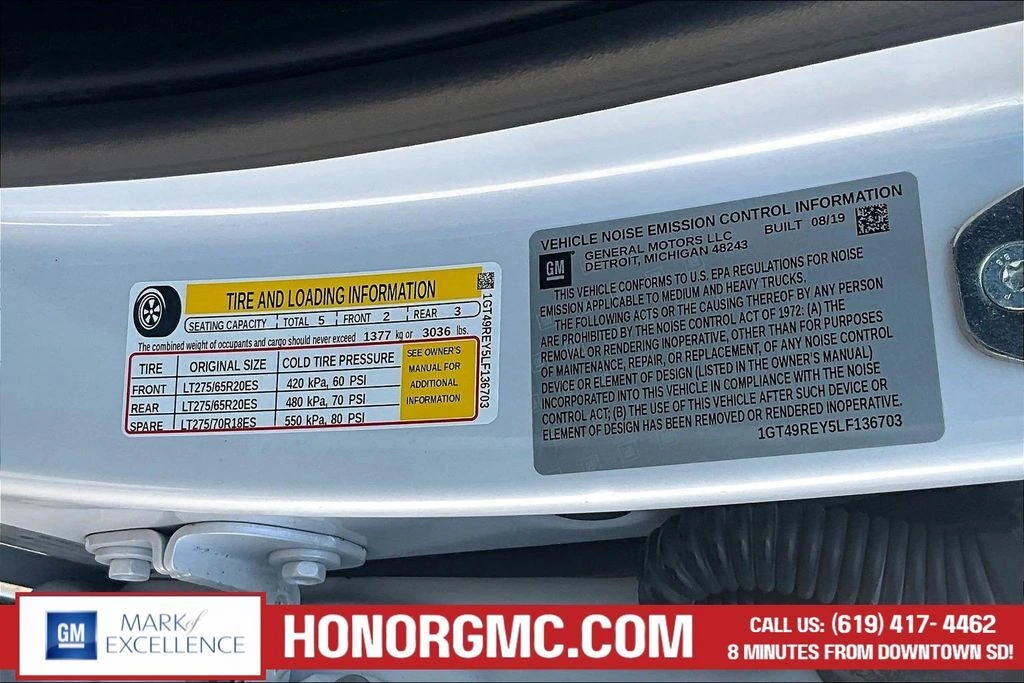 TIRE AND LOADING INFORMATION
SEATING CAPACITY TOTAL 5 FRONT 2 REAR 3
The combined weight of occupants and cargo should never exceed 1377 kg or 3036 lbs.
TIRE ORIGINAL SIZE COLD TIRE PRESSURE
FRONT LT275/65R20ES 420 kPa, 60 PSI
REAR LT275/65R20ES 480 kPa, 70 PSI
SPARE LT275/70R18ES 550 kPa, 80 PSI
SEE OWNER'S
MANUAL FOR
ADDITIONAL
INFORMATION
1GT49REY5LF136703
VEHICLE NOISE EMISSION CONTROL INFORMATION
GM
GENERAL MOTORS LLC BUILT 08/19
DETROIT, MICHIGAN 48243
THIS VEHICLE CONFORMS TO U.S. EPA REGULATIONS FOR NOISE
EMISSION APPLICABLE TO MEDIUM AND HEAVY TRUCKS.
THE FOLLOWING ACTS OR THE CAUSING THEREOF BY ANY PERSON
ARE PROHIBITED BY THE NOISE CONTROL ACT OF 1972: (A) THE
REMOVAL OR RENDERING INOPERATIVE, OTHER THAN FOR PURPOSES
OF MAINTENANCE, REPAIR, OR REPLACEMENT, OF ANY NOISE CONTROL
DEVICE OR ELEMENT OF DESIGN (LISTED IN THE OWNER'S MANUAL)
INCORPORATED INTO THIS VEHICLE IN COMPLIANCE WITH THE NOISE
CONTROL ACT; (B) THE USE OF THIS VEHICLE AFTER SUCH DEVICE OR
ELEMENT OF DESIGN HAS BEEN REMOVED OR RENDERED INOPERATIVE.
1GT49REY5LF136703
GM
MARK of
EXCELLENCE
HONORGMC.COM
CALL US: (619) 417- 4462
8 MINUTES FROM DOWNTOWN SD!